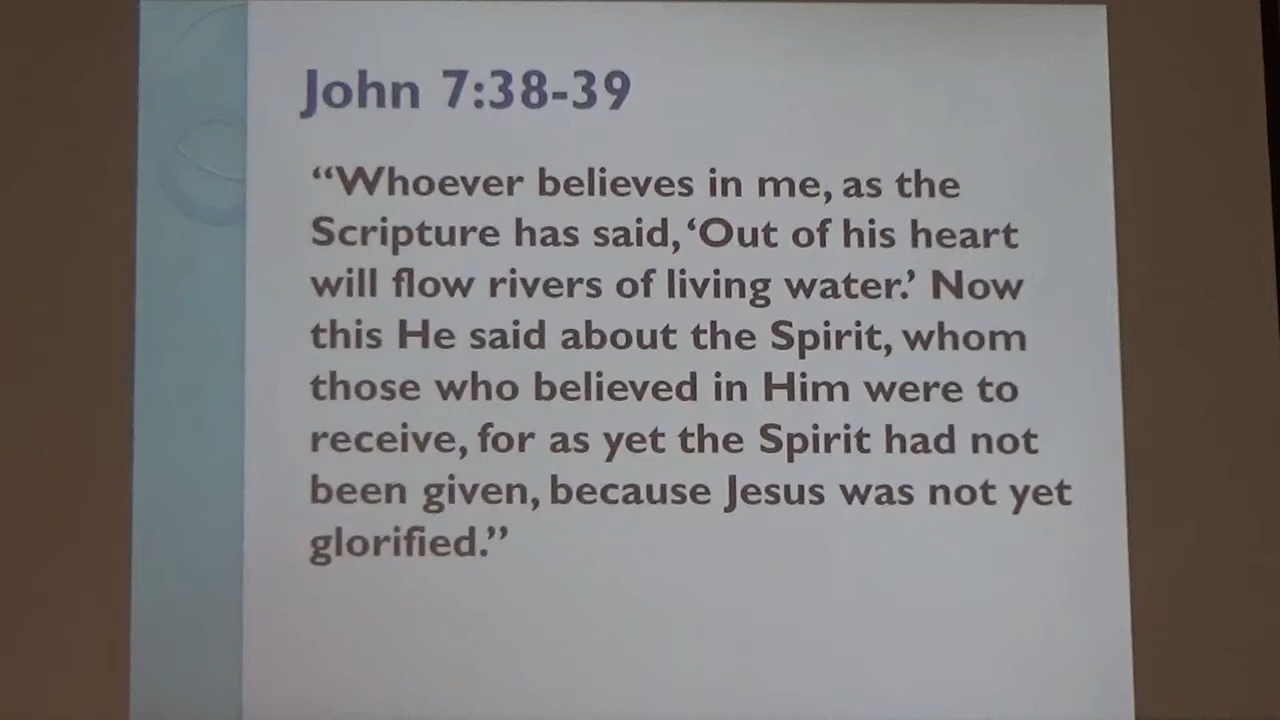 John 7:38-39
“Whoever believes in me, as the
Scripture has said, ‘Out of his heart
will flow rivers of living water.’ Now
this He said about the Spirit, whom
those who believed in Him were to
receive, for as yet the Spirit had not
been given, because Jesus was not yet
glorified.”